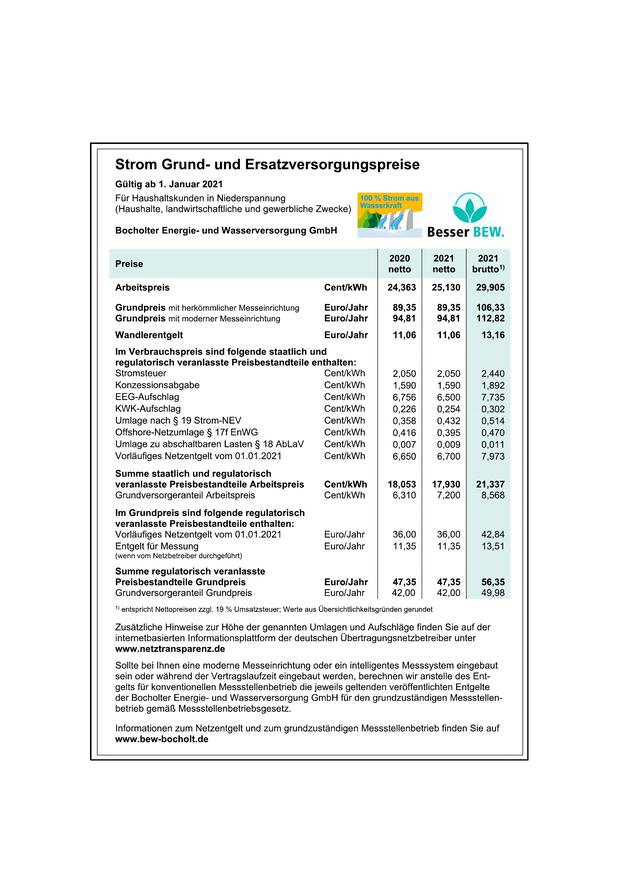 Strom Grund- und Ersatzversorgungspreise
Gültig ab 1. Januar 2021
Für Haushaltskunden in Niederspannung
(Haushalte, landwirtschaftliche und gewerbliche Zwecke)
Bocholter Energie- und Wasserversorgung GmbH
100 % Strom aus
Wasserkraft
Besser BEW.
Preise 2020 netto 2021 netto 2021 brutto1)
Arbeitspreis Cent/kWh 24,363 25,130 29,905
Grundpreis mit herkömmlicher Messeinrichtung Euro/Jahr 89,35 89,35 106,33
Grundpreis mit moderner Messeinrichtung Euro/Jahr 94,81 94,81 112,82
Wandlerentgelt Euro/Jahr 11,06 11,06 13,16
Im Verbrauchspreis sind folgende staatlich und
regulatorisch veranlasste Preisbestandteile enthalten:
Stromsteuer Cent/kWh 2,050 2,050 2,440
Konzessionsabgabe Cent/kWh 1,590 1,590 1,892
EEG-Aufschlag Cent/kWh 6,756 6,500 7,735
KWK-Aufschlag Cent/kWh 0,226 0,254 0,302
Umlage nach § 19 Strom-NEV Cent/kWh 0,358 0,432 0,514
Offshore-Netzumlage § 17f EnWG Cent/kWh 0,416 0,395 0,470
Umlage zu abschaltbaren Lasten § 18 AbLaV Cent/kWh 0,007 0,009 0,011
Vorläufiges Netzentgelt vom 01.01.2021 Cent/kWh 6,650 6,700 7,973
Summe staatlich und regulatorisch
veranlasste Preisbestandteile Arbeitspreis Cent/kWh 18,053 17,930 21,337
Grundversorgeranteil Arbeitspreis Cent/kWh 6,310 7,200 8,568
Im Grundpreis sind folgende regulatorisch
veranlasste Preisbestandteile enthalten:
Vorläufiges Netzentgelt vom 01.01.2021 Euro/Jahr 36,00 36,00 42,84
Entgelt für Messung Euro/Jahr 11,35 11,35 13,51
(wenn vom Netzbetreiber durchgeführt)
Summe regulatorisch veranlasste
Preisbestandteile Grundpreis Euro/Jahr 47,35 47,35 56,35
Grundversorgeranteil Grundpreis Euro/Jahr 42,00 42,00 49,98
1) entspricht Nettopreisen zzgl. 19 % Umsatzsteuer; Werte aus Übersichtlichkeitsgründen gerundet
Zusätzliche Hinweise zur Höhe der genannten Umlagen und Aufschläge finden Sie auf der
internetbasierten Informationsplattform der deutschen Übertragungsnetzbetreiber unter
www.netztransparenz.de
Sollte bei Ihnen eine moderne Messeinrichtung oder ein intelligentes Messsystem eingebaut
sein oder während der Vertragslaufzeit eingebaut werden, berechnen wir anstelle des Ent-
gelts für konventionellen Messstellenbetrieb die jeweils geltenden veröffentlichten Entgelte
der Bocholter Energie- und Wasserversorgung GmbH für den grundzuständigen Messstellen-
betrieb gemäß Messstellenbetriebsgesetz.
Informationen zum Netzentgelt und zum grundzuständigen Messstellenbetrieb finden Sie auf
www.bew-bocholt.de